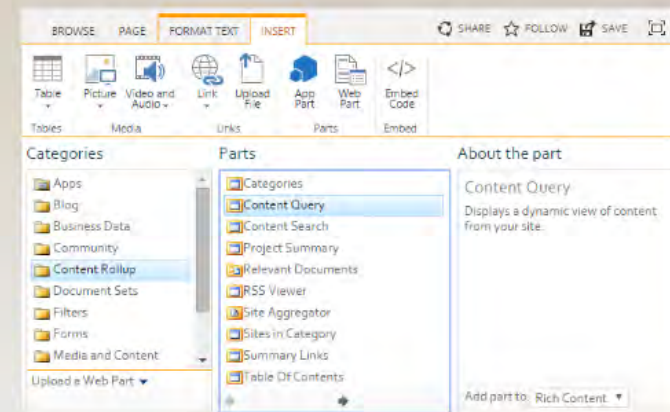 BROWSE PAGE FORMAT TEXT INSERT SHARE FOLLOW SAVE
Table Picture Video and Audio Link Upload File App Part Web Part Embed Code
Tables Media Links Parts Embed
Categories
Apps
Blog
Business Data
Community
Content Rollup
Document Sets
Filters
Forms
Media and Content
Upload a Web Part
Parts
Categories
Content Query
Content Search
Project Summary
Relevant Documents
RSS Viewer
Site Aggregator
Sites in Category
Summary Links
Table Of Contents
About the part
Content Query
Displays a dynamic view of content
from your site.
Add part to: Rich Content